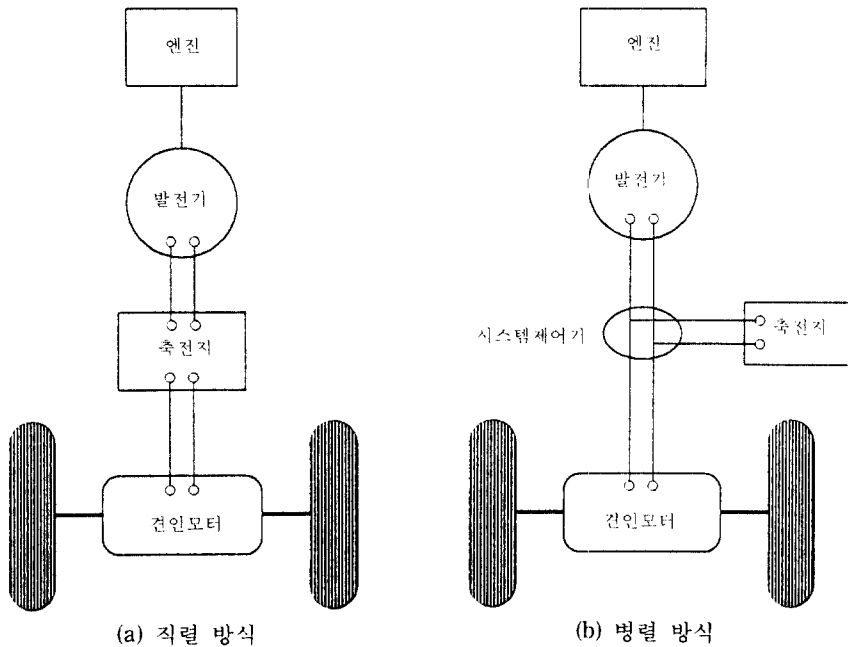 엔진
발전기
축전지
견인모터
(a) 직렬 방식
엔진
발전기
시스템제어기
축전지
견인모터
(b) 병렬 방식